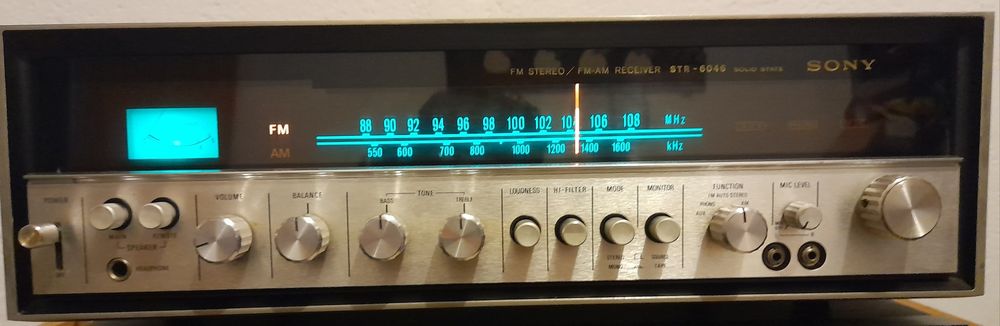 FM STEREO / FM-AM RECEIVER STR-6046 SOLID STATE SONY
FM 88 90 92 94 96 98 100 102 104 106 108 MHz
AM 550 600 700 800 1000 1200 1400 1600 kHz
POWER
OFF
MAIN REMOTE
SPEAKER
HEADPHONE
VOLUME
BALANCE
TONE
BASS TREBLE
LOUDNESS
HI-FILTER
MODE
STEREO
MONO
MONITOR
SOURCE
TAPE
FUNCTION
FM AUTO STEREO
PHONO AM
AUX
MIC LEVEL